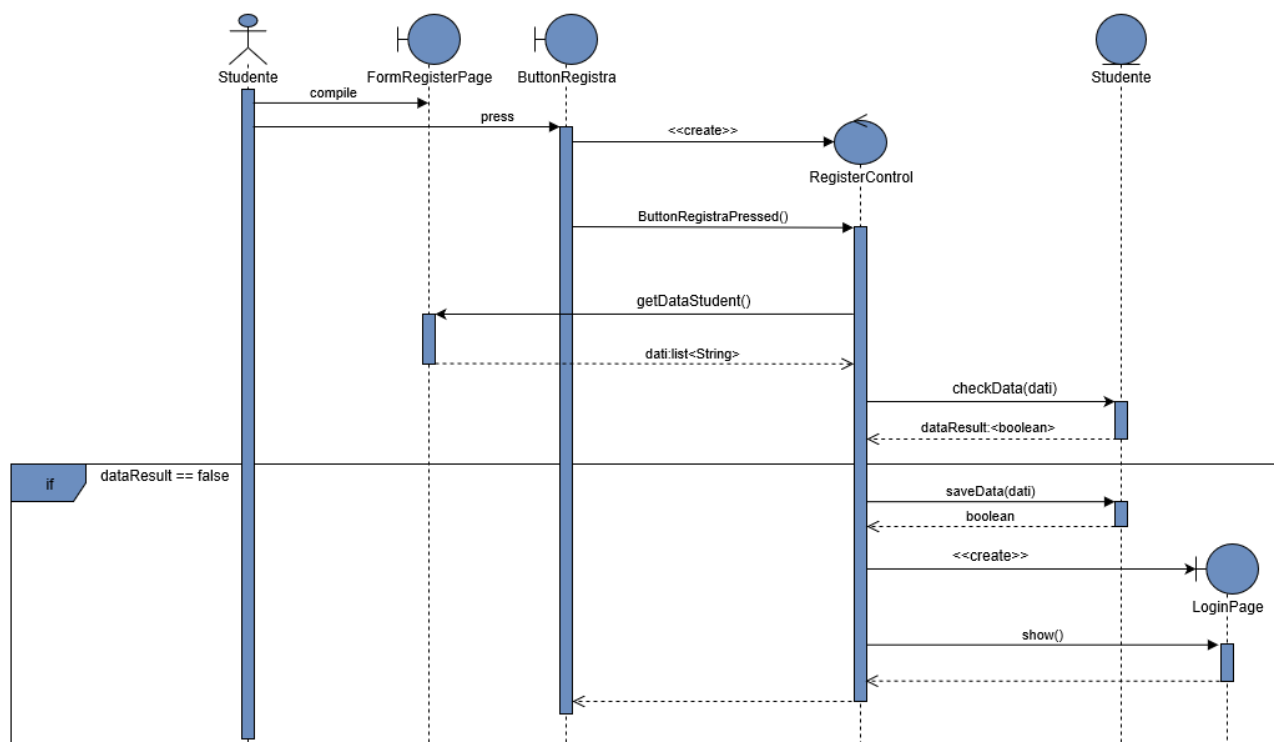 Studente
FormRegisterPage
ButtonRegistra
Studente
compile
press
<<create>>
RegisterControl
ButtonRegistraPressed()
getDataStudent()
dati:list<String>
checkData(dati)
dataResult:<boolean>
if
dataResult == false
saveData(dati)
boolean
<<create>>
LoginPage
show()